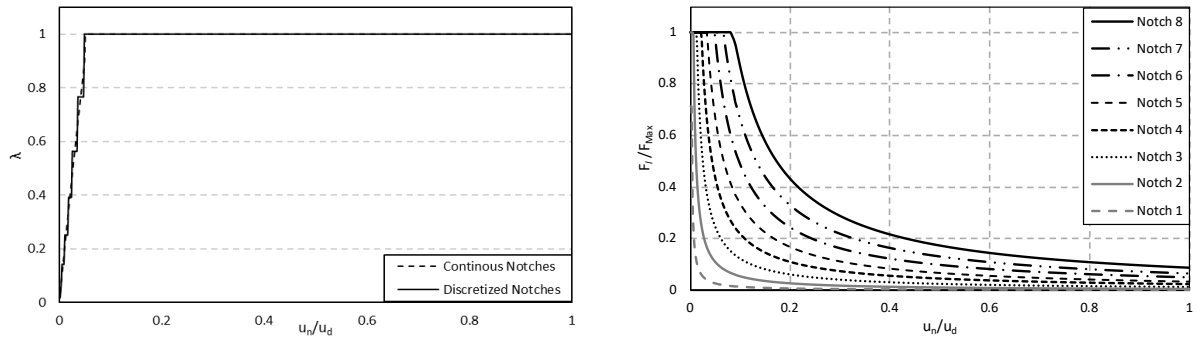 1
0.8
0.6
0.4
0.2
0
λ
0 0.2 0.4 0.6 0.8 1
uₙ/u_d
Continous Notches
Discretized Notches
1
0.8
0.6
0.4
0.2
0
F_l/F_Max
0 0.2 0.4 0.6 0.8 1
uₙ/u_d
Notch 8
Notch 7
Notch 6
Notch 5
Notch 4
Notch 3
Notch 2
Notch 1